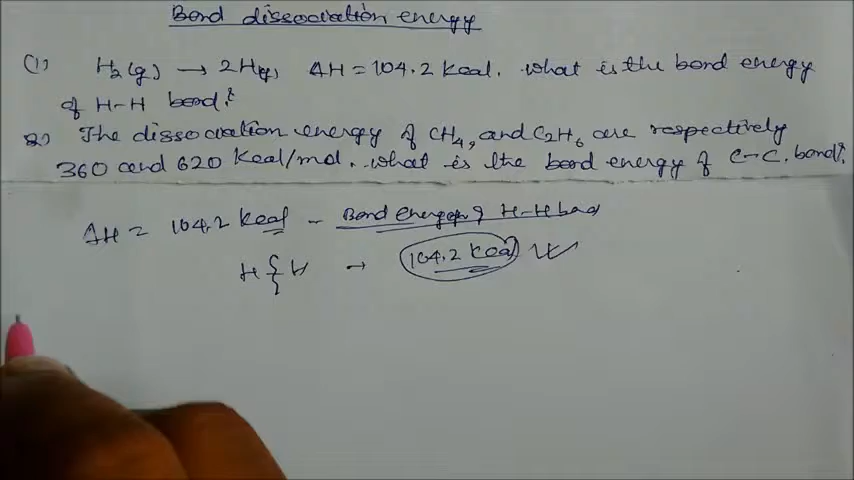 Bond dissociation energy
(1) H2(g) → 2H(g), ΔH = 104.2 Kcal. what is the bond energy
of H-H bond?
2) The dissociation energy of CH4, and C2H6 are respectively
360 and 620 Kcal/mol. what is the bond energy of C-C. bond?
ΔH = 104.2 Kcal - Bond energy of H-H bond
H { H → 104.2 Kcal